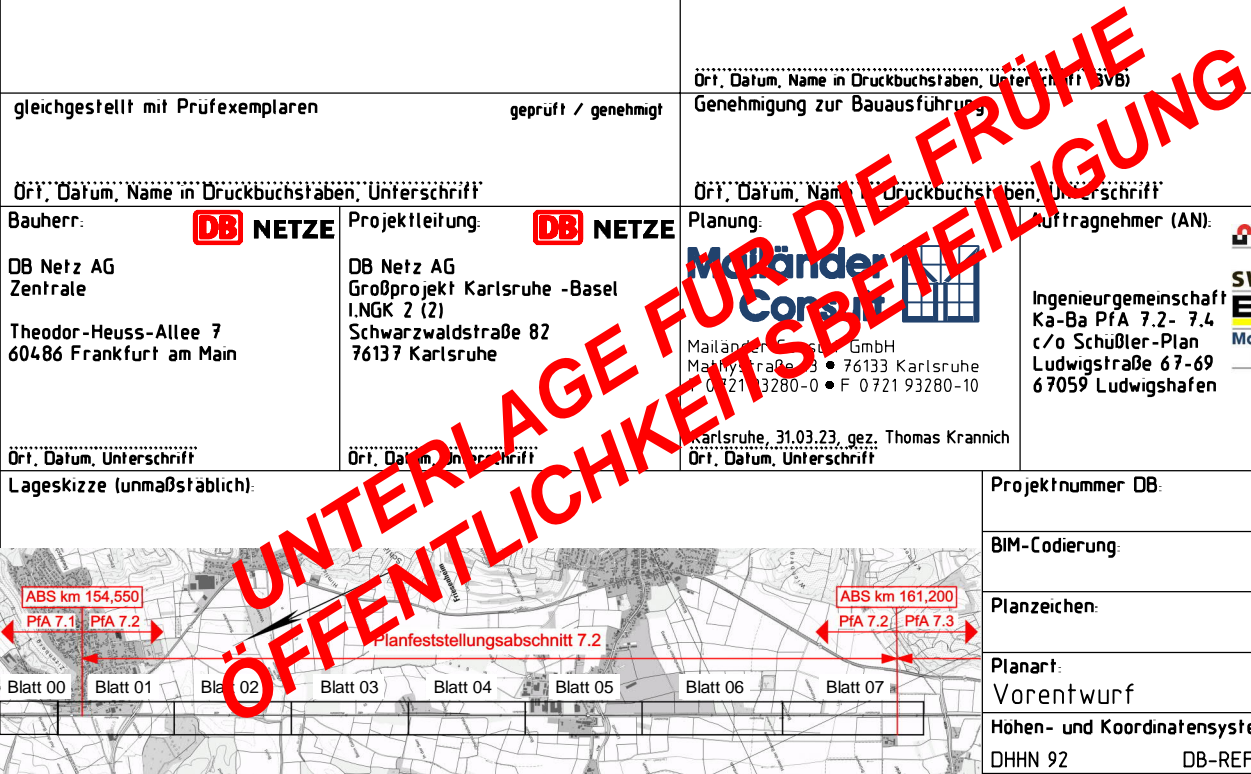 Ort, Datum, Name in Druckbuchstaben, Unterschrift (BVB)
gleichgestellt mit Prüfexemplaren
geprüft / genehmigt
Genehmigung zur Bauausführung
Ort, Datum, Name in Druckbuchstaben, Unterschrift
Ort, Datum, Name in Druckbuchstaben, Unterschrift
Bauherr:
DB NETZE
DB Netz AG
Zentrale
Theodor-Heuss-Allee 7
60486 Frankfurt am Main
Ort, Datum, Unterschrift
Projektleitung:
DB NETZE
DB Netz AG
Großprojekt Karlsruhe -Basel
I.NGK 2 (2)
Schwarzwaldstraße 82
76137 Karlsruhe
Ort, Datum, Unterschrift
Planung:
Mailänder
Consult
Mailänder Consult GmbH
76133 Karlsruhe
F 0721 93280-10
Karlsruhe, 31.03.23, gez. Thomas Krannich
Ort, Datum, Unterschrift
Auftragnehmer (AN):
Ingenieurgemeinschaft
Ka-Ba PfA 7.2- 7.4
c/o Schüßler-Plan
Ludwigstraße 67-69
67059 Ludwigshafen
UNTERLAGE FÜR DIE FRÜHE
ÖFFENTLICHKEITSBETEILIGUNG
Lageskizze (unmaßstäblich):
ABS km 154,550
PfA 7.1 PfA 7.2
Friesenheim
Planfeststellungsabschnitt 7.2
ABS km 161,200
PfA 7.2 PfA 7.3
Blatt 00 Blatt 01 Blatt 02 Blatt 03 Blatt 04 Blatt 05 Blatt 06 Blatt 07
Projektnummer DB:
BIM-Codierung:
Planzeichen:
Planart:
Vorentwurf
Höhen- und Koordinatensyste
DHHN 92 DB-REF